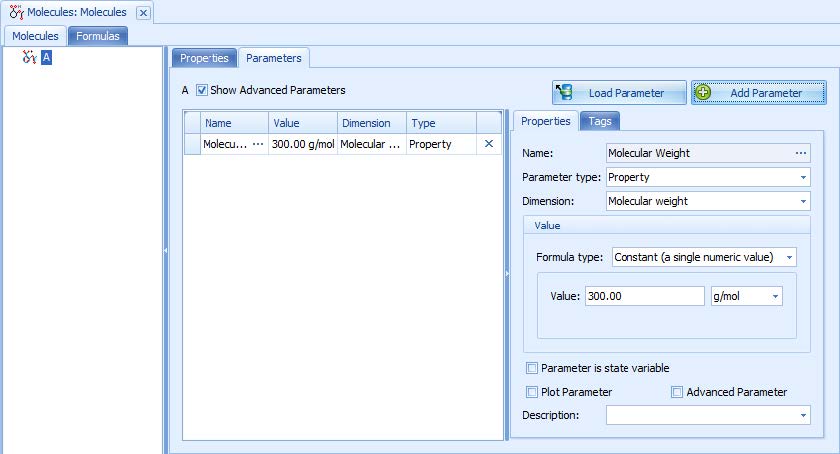 Molecules: Molecules
Molecules Formulas
A
Properties Parameters
A Show Advanced Parameters
Load Parameter Add Parameter
Name Value Dimension Type
Molecu... ... 300.00 g/mol Molecular ... Property
Properties Tags
Name: Molecular Weight ...
Parameter type: Property
Dimension: Molecular weight
Value
Formula type: Constant (a single numeric value)
Value: 300.00 g/mol
Parameter is state variable
Plot Parameter Advanced Parameter
Description: